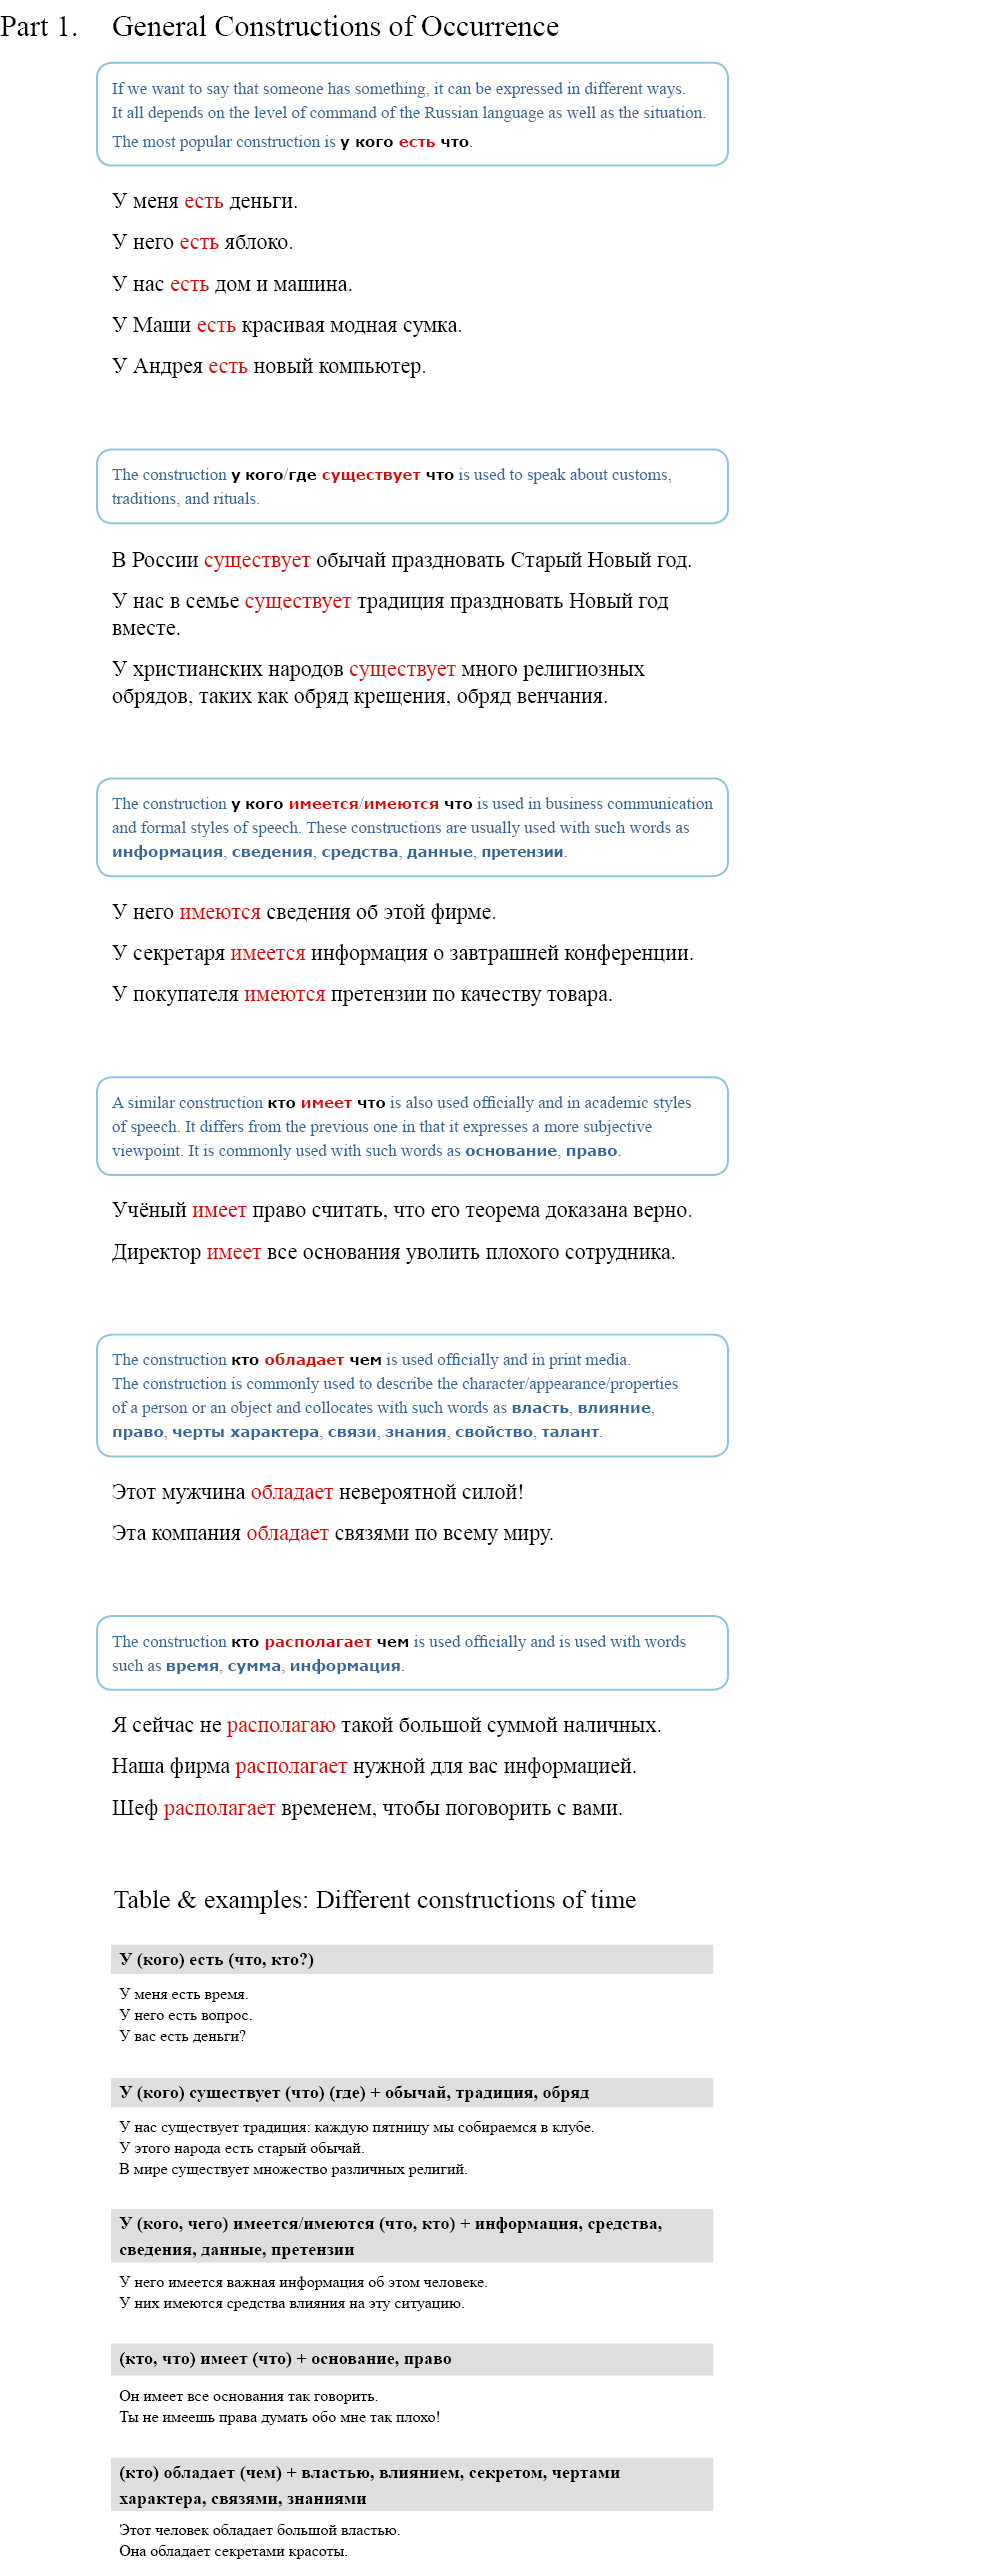 Part 1. General Constructions of Occurrence
If we want to say that someone has something, it can be expressed in different ways.
It all depends on the level of command of the Russian language as well as the situation.
The most popular construction is у кого есть что.
У меня есть деньги.
У него есть яблоко.
У нас есть дом и машина.
У Маши есть красивая модная сумка.
У Андрея есть новый компьютер.
The construction у кого/где существует что is used to speak about customs,
traditions, and rituals.
В России существует обычай праздновать Старый Новый год.
У нас в семье существует традиция праздновать Новый год
вместе.
У христианских народов существует много религиозных
обрядов, таких как обряд крещения, обряд венчания.
The construction у кого имеется/имеются что is used in business communication
and formal styles of speech. These constructions are usually used with such words as
информация, сведения, средства, данные, претензии.
У него имеются сведения об этой фирме.
У секретаря имеется информация о завтрашней конференции.
У покупателя имеются претензии по качеству товара.
A similar construction кто имеет что is also used officially and in academic styles
of speech. It differs from the previous one in that it expresses a more subjective
viewpoint. It is commonly used with such words as основание, право.
Учёный имеет право считать, что его теорема доказана верно.
Директор имеет все основания уволить плохого сотрудника.
The construction кто обладает чем is used officially and in print media.
The construction is commonly used to describe the character/appearance/properties
of a person or an object and collocates with such words as власть, влияние,
право, черты характера, связи, знания, свойство, талант.
Этот мужчина обладает невероятной силой!
Эта компания обладает связями по всему миру.
The construction кто располагает чем is used officially and is used with words
such as время, сумма, информация.
Я сейчас не располагаю такой большой суммой наличных.
Наша фирма располагает нужной для вас информацией.
Шеф располагает временем, чтобы поговорить с вами.
Table & examples: Different constructions of time
У (кого) есть (что, кто?)
У меня есть время.
У него есть вопрос.
У вас есть деньги?
У (кого) существует (что) (где) + обычай, традиция, обряд
У нас существует традиция: каждую пятницу мы собираемся в клубе.
У этого народа есть старый обычай.
В мире существует множество различных религий.
У (кого, чего) имеется/имеются (что, кто) + информация, средства,
сведения, данные, претензии
У него имеется важная информация об этом человеке.
У них имеются средства влияния на эту ситуацию.
(кто, что) имеет (что) + основание, право
Он имеет все основания так говорить.
Ты не имеешь права думать обо мне так плохо!
(кто) обладает (чем) + властью, влиянием, секретом, чертами
характера, связями, знаниями
Этот человек обладает большой властью.
Она обладает секретами красоты.